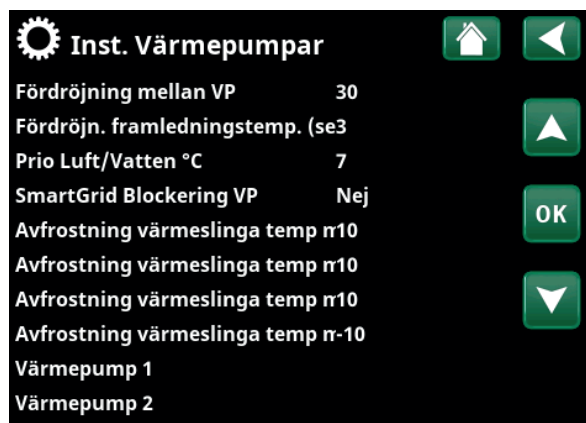 Inst. Värmepumpar
Fördröjning mellan VP 30
Fördröjn. framledningstemp. (se3
Prio Luft/Vatten °C 7
SmartGrid Blockering VP Nej
Avfrostning värmeslinga temp m10
Avfrostning värmeslinga temp m10
Avfrostning värmeslinga temp m10
Avfrostning värmeslinga temp m-10
Värmepump 1
Värmepump 2
OK